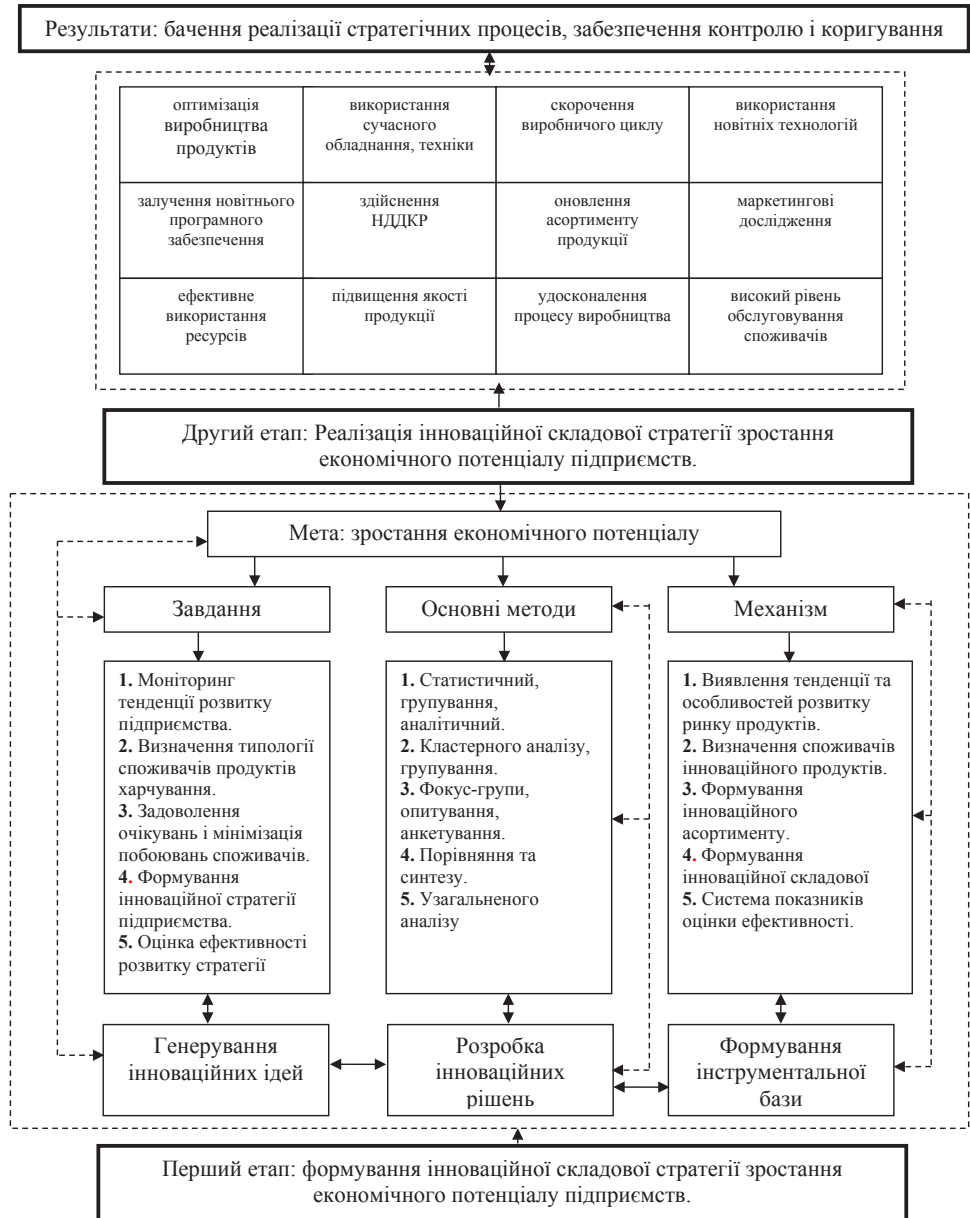 Результати: бачення реалізації стратегічних процесів, забезпечення контролю і коригування
оптимізація
виробництва
продуктів
використання
сучасного
обладнання, техніки
скорочення
виробничого циклу
використання
новітніх технологій
залучення новітнього
програмного
забезпечення
здійснення
НДДКР
оновлення
асортименту
продукції
маркетингові
дослідження
ефективне
використання
ресурсів
підвищення якості
продукції
удосконалення
процесу виробництва
високий рівень
обслуговування
споживачів
Другий етап: Реалізація інноваційної складової стратегії зростання
економічного потенціалу підприємств.
Мета: зростання економічного потенціалу
Завдання
Основні методи
Механізм
1. Моніторинг
тенденції розвитку
підприємства.
2. Визначення типології
споживачів продуктів
харчування.
3. Задоволення
очікувань і мінімізація
побоювань споживачів.
4. Формування
інноваційної стратегії
підприємства.
5. Оцінка ефективності
розвитку стратегії
1. Статистичний,
групування,
аналітичний.
2. Кластерного аналізу,
групування.
3. Фокус-групи,
опитування,
анкетування.
4. Порівняння та
синтезу.
5. Узагальненого
аналізу
1. Виявлення тенденції та
особливостей розвитку
ринку продуктів.
2. Визначення споживачів
інноваційного продуктів.
3. Формування
інноваційного
асортименту.
4. Формування
інноваційної складової
5. Система показників
оцінки ефективності.
Генерування
інноваційних ідей
Розробка
інноваційних
рішень
Формування
інструментальної
бази
Перший етап: формування інноваційної складової стратегії зростання
економічного потенціалу підприємств.